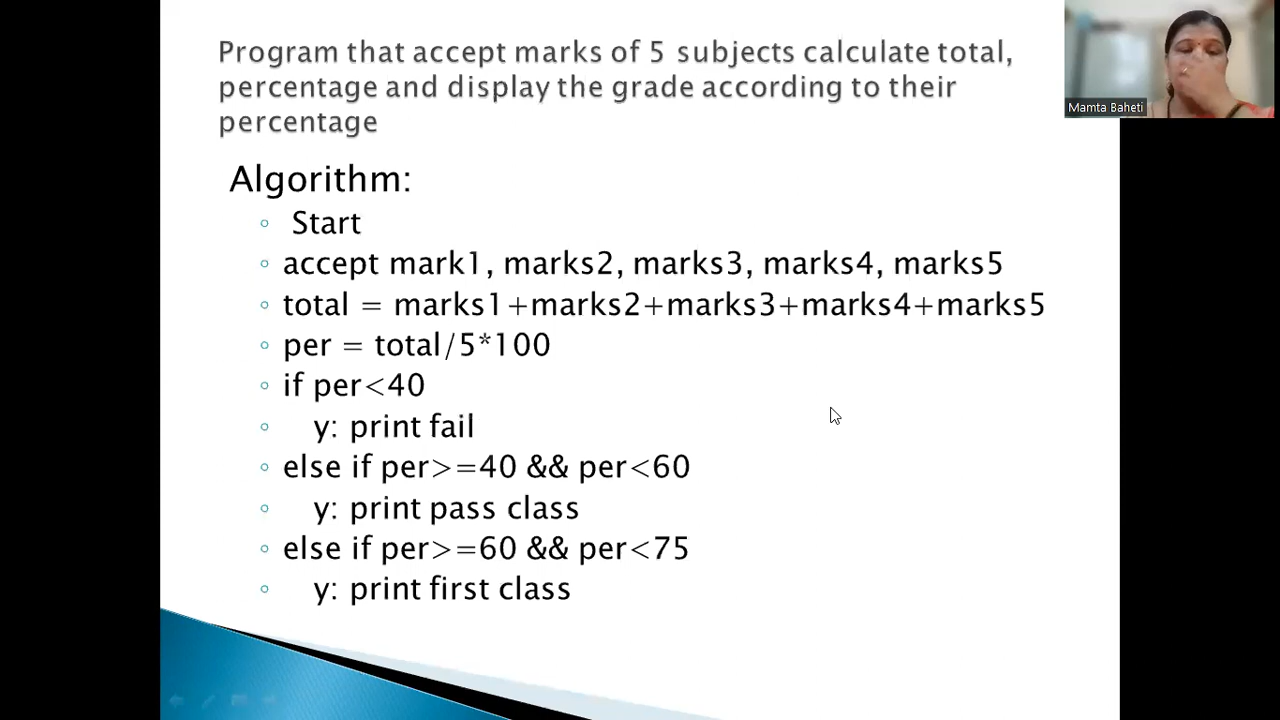 Program that accept marks of 5 subjects calculate total,
percentage and display the grade according to their
percentage
Mamta Baheti
Algorithm:
Start
accept mark1, marks2, marks3, marks4, marks5
total = marks1+marks2+marks3+marks4+marks5
per = total/5*100
if per<40
y: print fail
else if per>=40 && per<60
y: print pass class
else if per>=60 && per<75
y: print first class